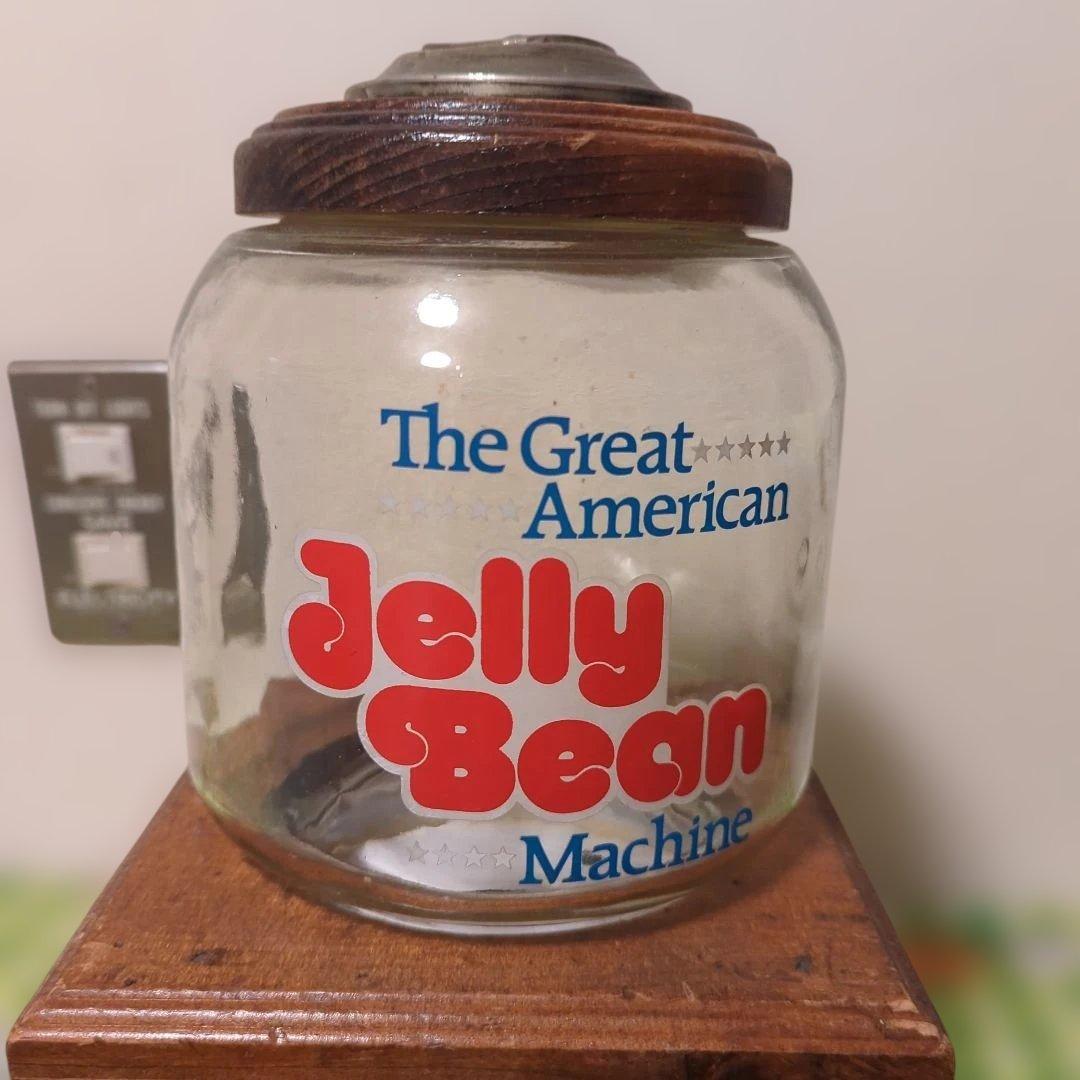 The Great
American
Jelly
Bean
Machine